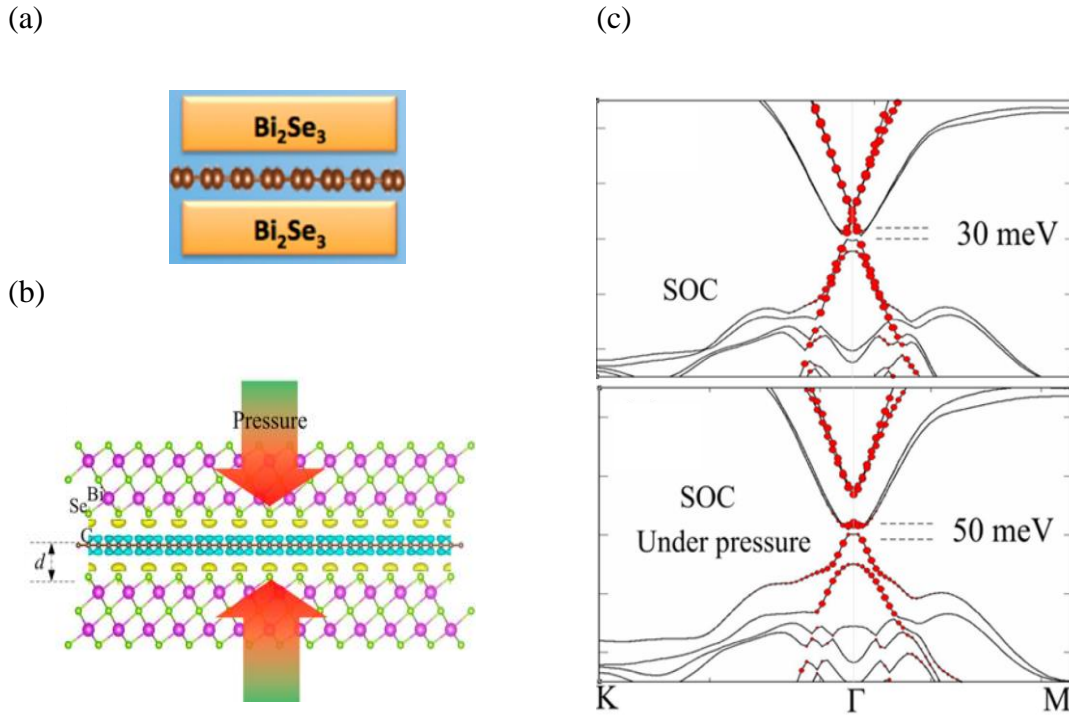 (a)
Bi₂Se₃
Bi₂Se₃
(b)
Pressure
Bi
Se
C
d
(c)
30 meV
SOC
SOC
Under pressure
50 meV
K
Γ
M